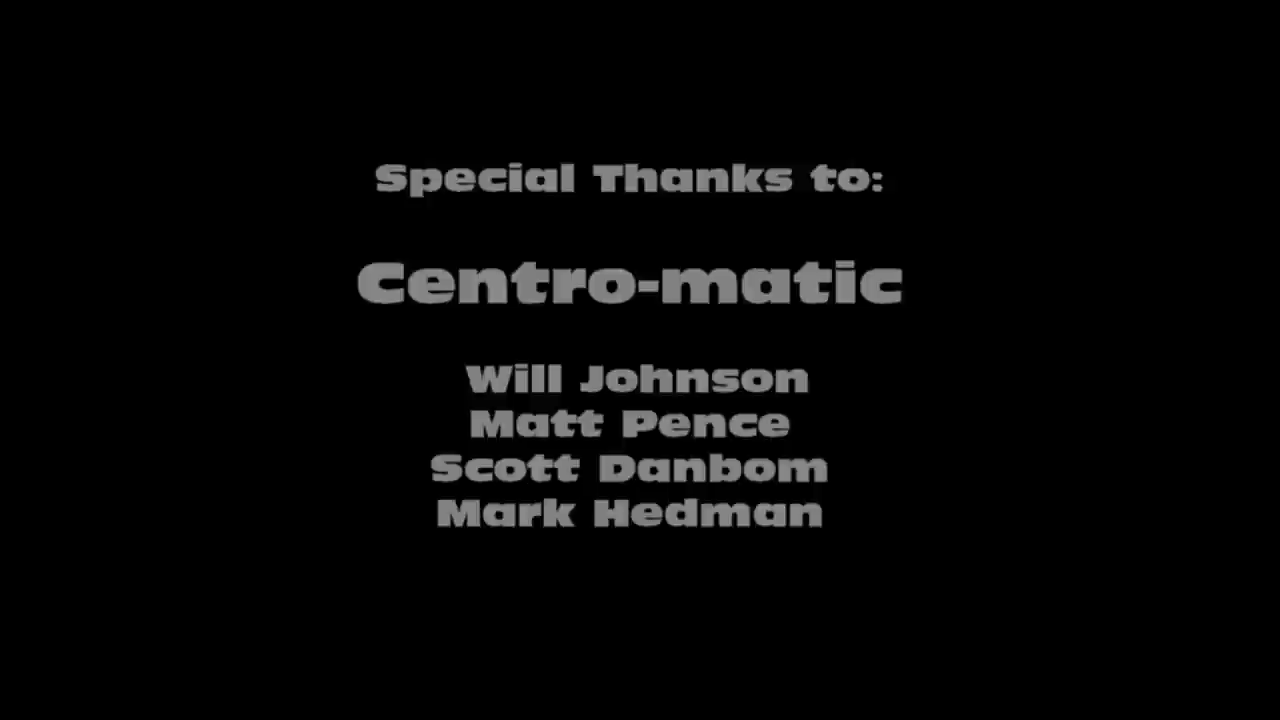 Special Thanks to:
Centro-matic
Will Johnson
Matt Pence
Scott Danbom
Mark Hedman